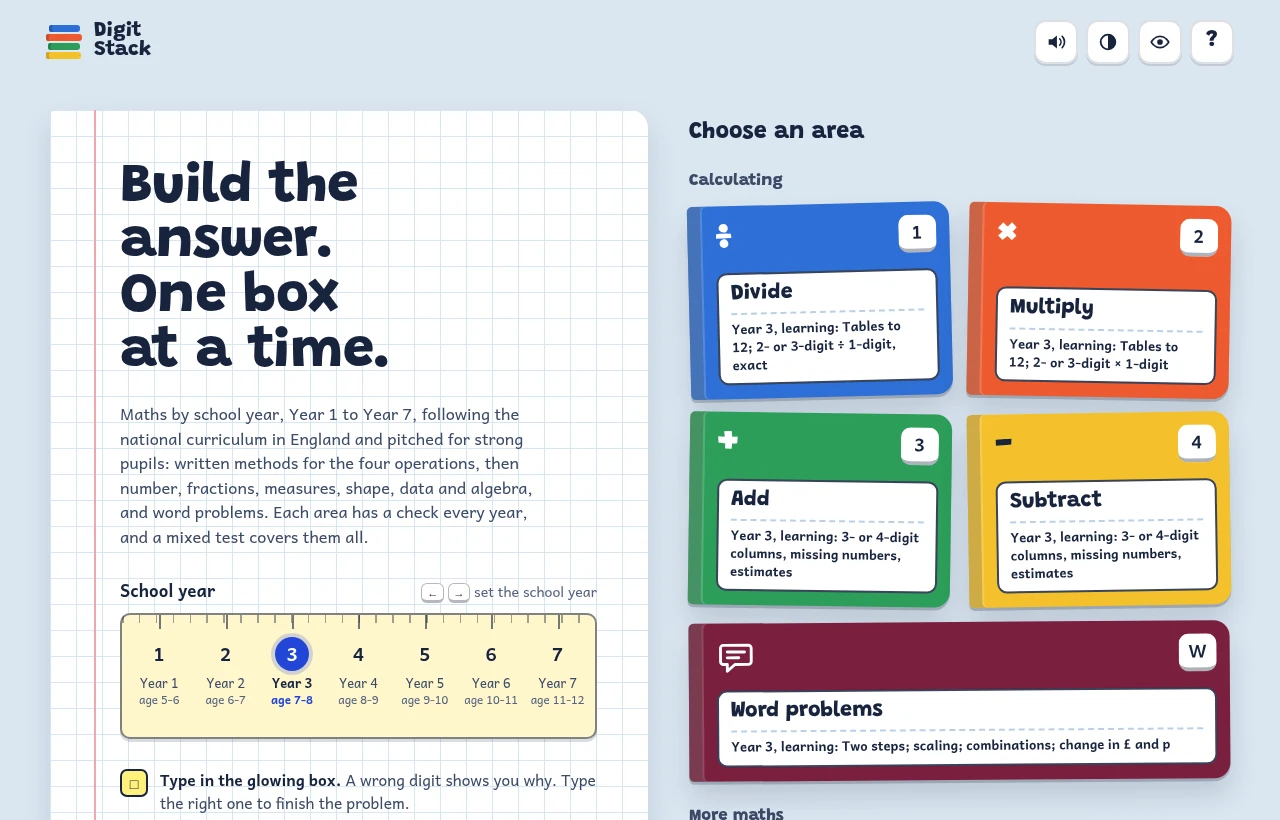 Digit
Stack
?
Build the
answer.
One box
at a time.
Maths by school year, Year 1 to Year 7, following the
national curriculum in England and pitched for strong
pupils: written methods for the four operations, then
number, fractions, measures, shape, data and algebra,
and word problems. Each area has a check every year,
and a mixed test covers them all.
School year
← → set the school year
1 2 3 4 5 6 7
Year 1 Year 2 Year 3 Year 4 Year 5 Year 6 Year 7
age 5-6 age 6-7 age 7-8 age 8-9 age 9-10 age 10-11 age 11-12
Type in the glowing box. A wrong digit shows you why. Type
the right one to finish the problem.
Choose an area
Calculating
÷ 1
Divide
Year 3, learning: Tables to
12; 2- or 3-digit ÷ 1-digit,
exact
× 2
Multiply
Year 3, learning: Tables to
12; 2- or 3-digit × 1-digit
+ 3
Add
Year 3, learning: 3- or 4-digit
columns, missing numbers,
estimates
− 4
Subtract
Year 3, learning: 3- or 4-digit
columns, missing numbers,
estimates
W
Word problems
Year 3, learning: Two steps; scaling; combinations; change in £ and p
More maths